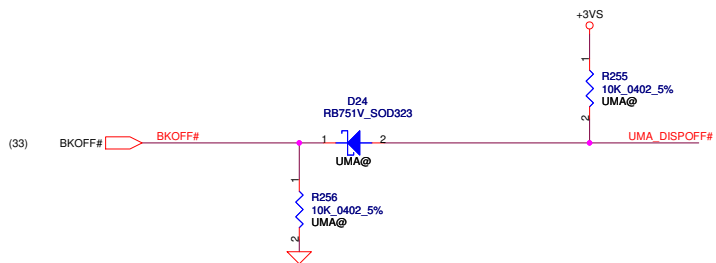 +3VS
1
R255
10K_0402_5%
UMA@
2
D24
RB751V_SOD323
(33)
BKOFF#
BKOFF#
1
2
UMA_DISPOFF#
UMA@
1
R256
10K_0402_5%
UMA@
2